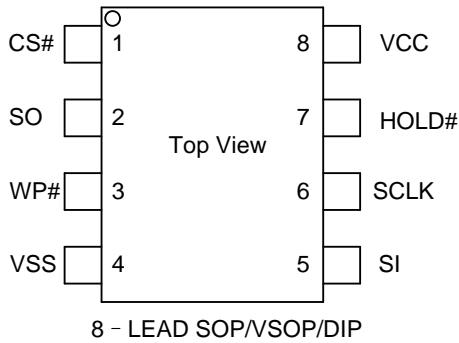 CS# 1 8 VCC
SO 2 7 HOLD#
Top View
WP# 3 6 SCLK
VSS 4 5 SI
8 - LEAD SOP/VSOP/DIP